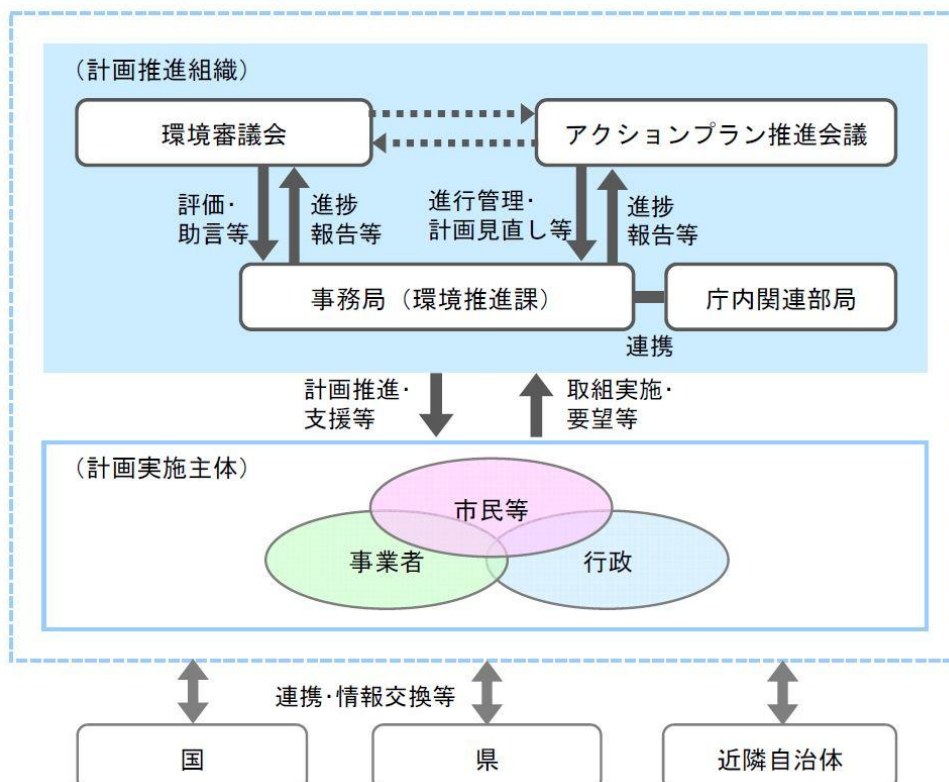 （計画推進組織）
環境審議会
アクションプラン推進会議
評価・
助言等
進捗
報告等
進行管理・
計画見直し等
進捗
報告等
事務局（環境推進課）
庁内関連部局
連携
計画推進・
支援等
取組実施・
要望等
（計画実施主体）
市民等
事業者
行政
連携・情報交換等
国
県
近隣自治体